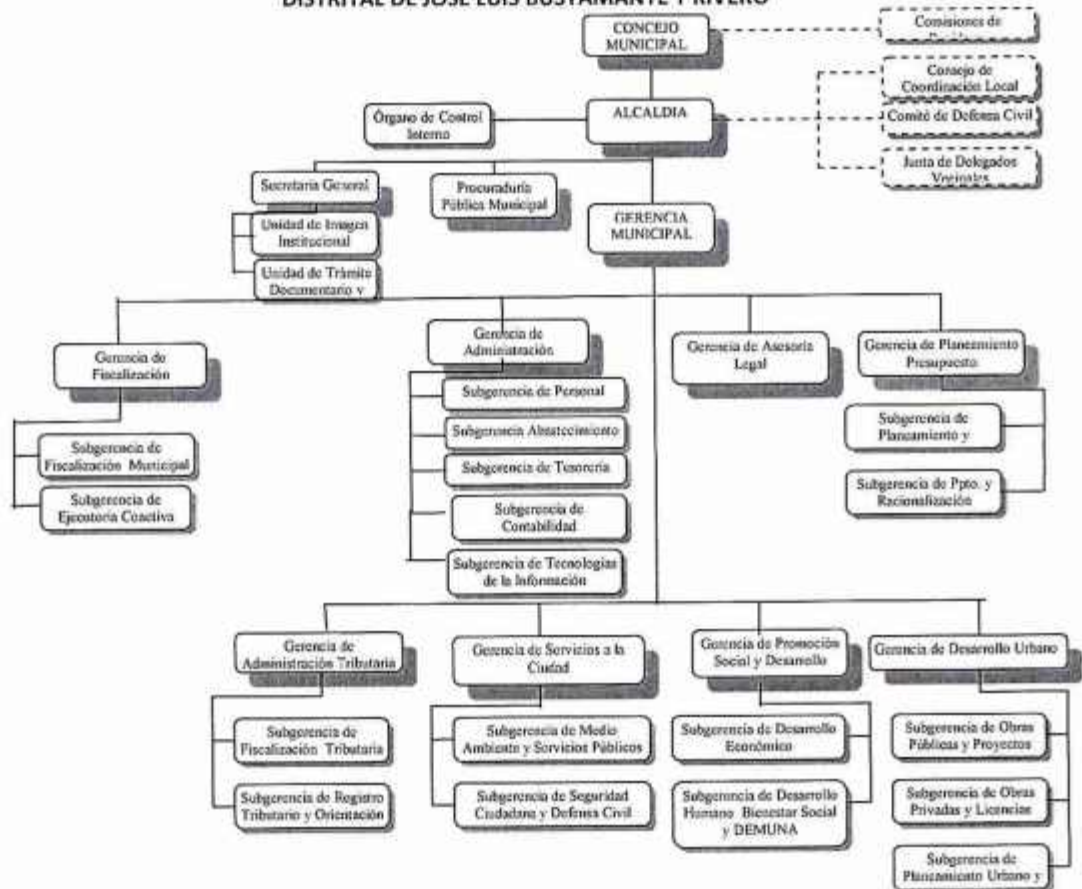 DISTRITAL DE JOSE LUIS BUSTAMANTE Y RIVERO
CONCEJO
MUNICIPAL
Comisiones de
Consejo de
Coordinación Local
Órgano de Control
Interno
ALCALDIA
Comité de Defensa Civil
Junta de Delegados
Vecinales
Secretaria General
Procuraduría
Pública Municipal
Unidad de Imagen
Institucional
GERENCIA
MUNICIPAL
Unidad de Trámite
Documentario y
Gerencia de
Fiscalización
Gerencia de
Administración
Gerencia de Asesoría
Legal
Gerencia de Planeamiento
Presupuesto
Subgerencia de Personal
Subgerencia Abastecimiento
Subgerencia de Tesorería
Subgerencia de
Contabilidad
Subgerencia de Tecnologías
de la Información
Subgerencia de
Fiscalización Municipal
Subgerencia de
Ejecutoria Coactiva
Subgerencia de
Planeamiento y
Subgerencia de Ppto. y
Racionalización
Gerencia de
Administración Tributaria
Gerencia de Servicios a la
Ciudad
Gerencia de Promoción
Social y Desarrollo
Gerencia de Desarrollo Urbano
Subgerencia de
Fiscalización Tributaria
Subgerencia de Registro
Tributario y Orientación
Subgerencia de Medio
Ambiente y Servicios Públicos
Subgerencia de Seguridad
Ciudadana y Defensa Civil
Subgerencia de Desarrollo
Económico
Subgerencia de Desarrollo
Humano Bienestar Social
y DEMUNA
Subgerencia de Obras
Públicas y Proyectos
Subgerencia de Obras
Privadas y Licencias
Subgerencia de
Planeamiento Urbano y